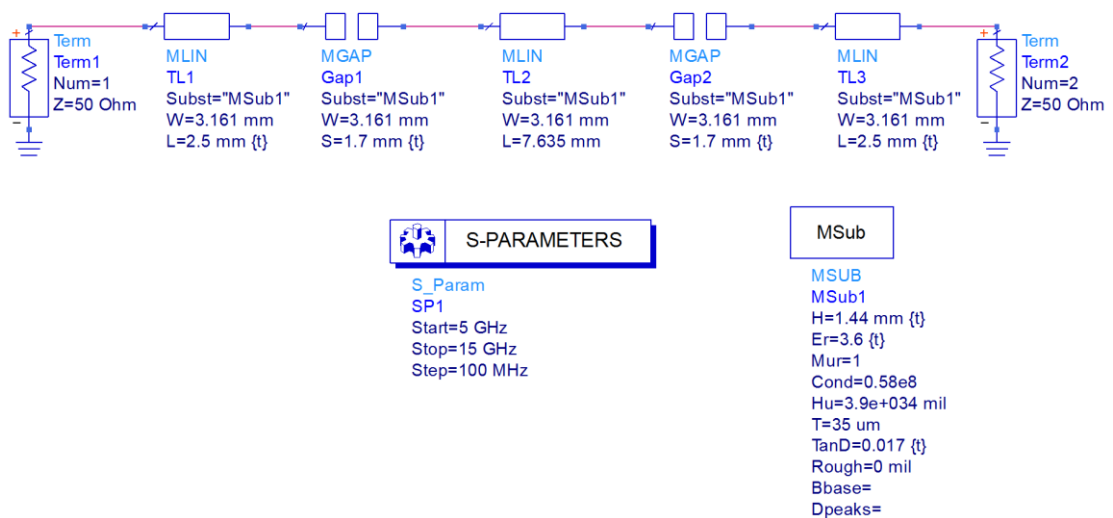 +
Term
Term1
Num=1
Z=50 Ohm
-
MLIN
TL1
Subst="MSub1"
W=3.161 mm
L=2.5 mm {t}
MGAP
Gap1
Subst="MSub1"
W=3.161 mm
S=1.7 mm {t}
MLIN
TL2
Subst="MSub1"
W=3.161 mm
L=7.635 mm
MGAP
Gap2
Subst="MSub1"
W=3.161 mm
S=1.7 mm {t}
MLIN
TL3
Subst="MSub1"
W=3.161 mm
L=2.5 mm {t}
+
Term
Term2
Num=2
Z=50 Ohm
-
S-PARAMETERS
S_Param
SP1
Start=5 GHz
Stop=15 GHz
Step=100 MHz
MSub
MSUB
MSub1
H=1.44 mm {t}
Er=3.6 {t}
Mur=1
Cond=0.58e8
Hu=3.9e+034 mil
T=35 um
TanD=0.017 {t}
Rough=0 mil
Bbase=
Dpeaks=